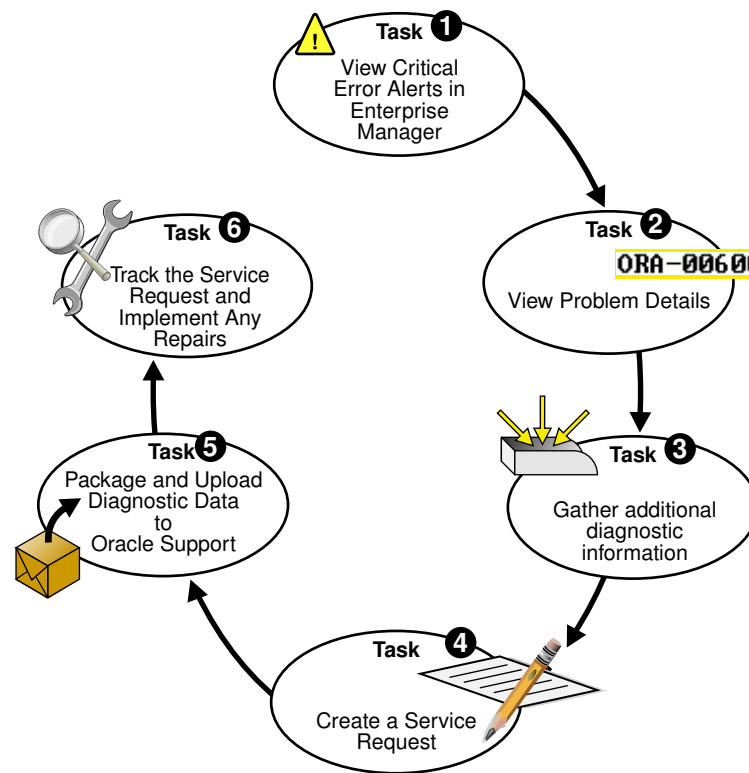 Task 1
!
View Critical
Error Alerts in
Enterprise
Manager
Task 2
ORA-00600
View Problem Details
Task 3
Gather additional
diagnostic
information
Task 4
Create a Service
Request
Task 5
Package and Upload
Diagnostic Data
to
Oracle Support
Task 6
Track the Service
Request and
Implement Any
Repairs